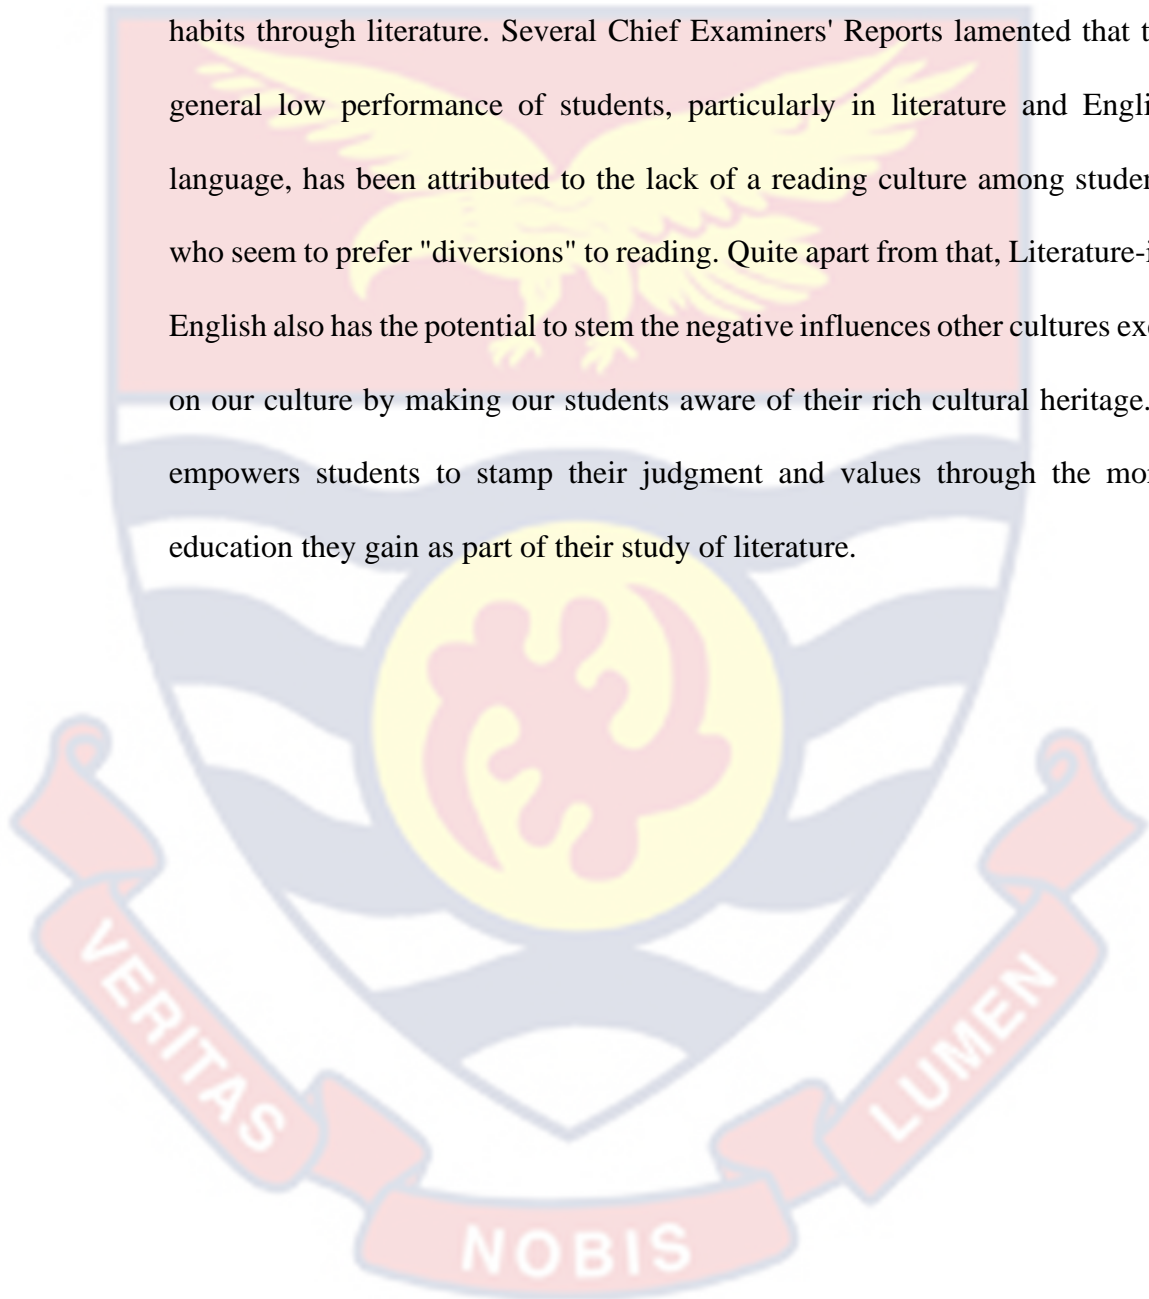 habits through literature. Several Chief Examiners' Reports lamented that t
general low performance of students, particularly in literature and Engli
language, has been attributed to the lack of a reading culture among studen
who seem to prefer "diversions" to reading. Quite apart from that, Literature-i
English also has the potential to stem the negative influences other cultures exe
on our culture by making our students aware of their rich cultural heritage.
empowers students to stamp their judgment and values through the mor
education they gain as part of their study of literature.
VERITAS
NOBIS
LUMEN